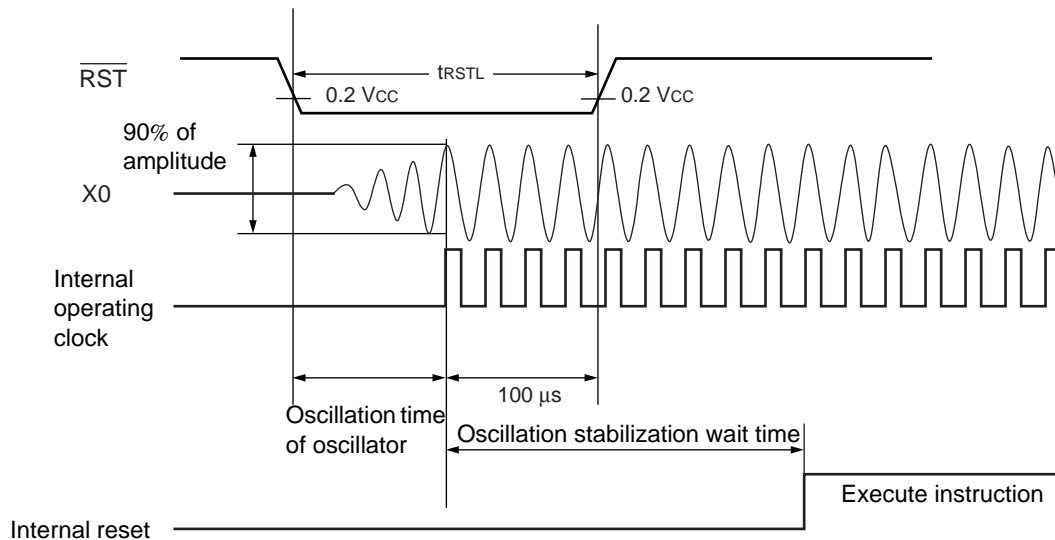 RST
tRSTL
0.2 VCC
0.2 VCC
90% of
amplitude
X0
Internal
operating
clock
100 μs
Oscillation time
of oscillator
Oscillation stabilization wait time
Execute instruction
Internal reset